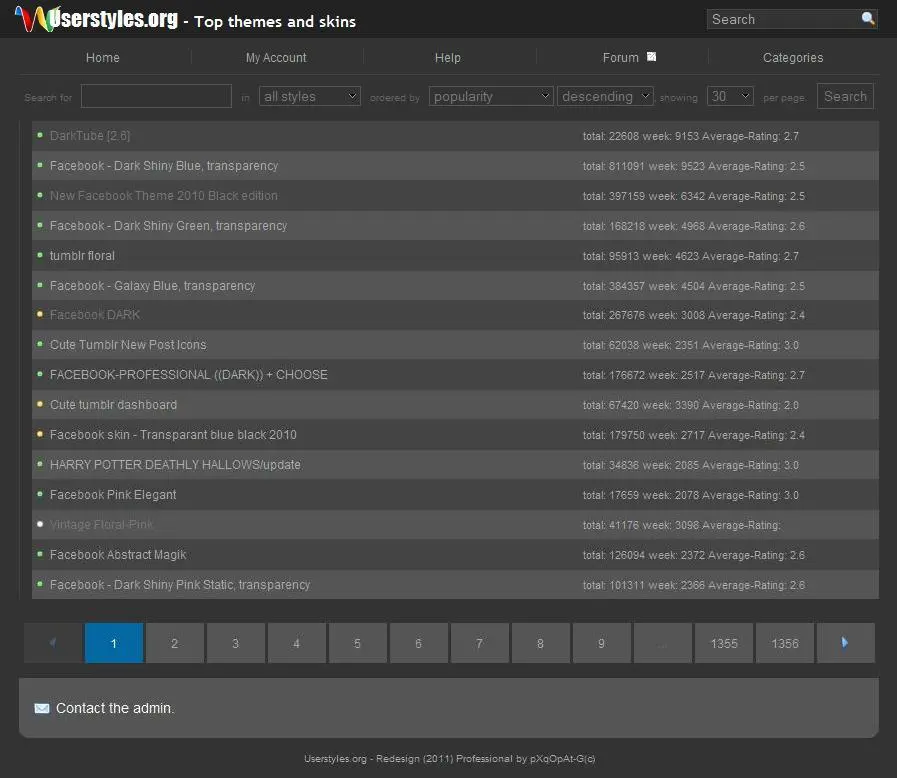 Userstyles.org - Top themes and skins
Search
Home My Account Help Forum Categories
Search for in all styles ordered by popularity descending , showing 30 per page. Search
DarkTube [2.6] total: 22608 week: 9153 Average-Rating: 2.7
Facebook - Dark Shiny Blue, transparency total: 811091 week: 9523 Average-Rating: 2.5
New Facebook Theme 2010 Black edition total: 397159 week: 6342 Average-Rating: 2.5
Facebook - Dark Shiny Green, transparency total: 168218 week: 4968 Average-Rating: 2.6
tumblr floral total: 95913 week: 4623 Average-Rating: 2.7
Facebook - Galaxy Blue, transparency total: 384357 week: 4504 Average-Rating: 2.5
Facebook DARK total: 267676 week: 3008 Average-Rating: 2.4
Cute Tumblr New Post Icons total: 62038 week: 2351 Average-Rating: 3.0
FACEBOOK-PROFESSIONAL ((DARK)) + CHOOSE total: 176672 week: 2517 Average-Rating: 2.7
Cute tumblr dashboard total: 67420 week: 3390 Average-Rating: 2.0
Facebook skin - Transparant blue black 2010 total: 179750 week: 2717 Average-Rating: 2.4
HARRY POTTER DEATHLY HALLOWS/update total: 34836 week: 2085 Average-Rating: 3.0
Facebook Pink Elegant total: 17659 week: 2078 Average-Rating: 3.0
Vintage Floral-Pink total: 41176 week: 3098 Average-Rating:
Facebook Abstract Magik total: 126094 week: 2372 Average-Rating: 2.6
Facebook - Dark Shiny Pink Static, transparency total: 101311 week: 2366 Average-Rating: 2.6
1 2 3 4 5 6 7 8 9 ... 1355 1356
Contact the admin.
Userstyles.org - Redesign (2011) Professional by pXqOpAt-G(c)